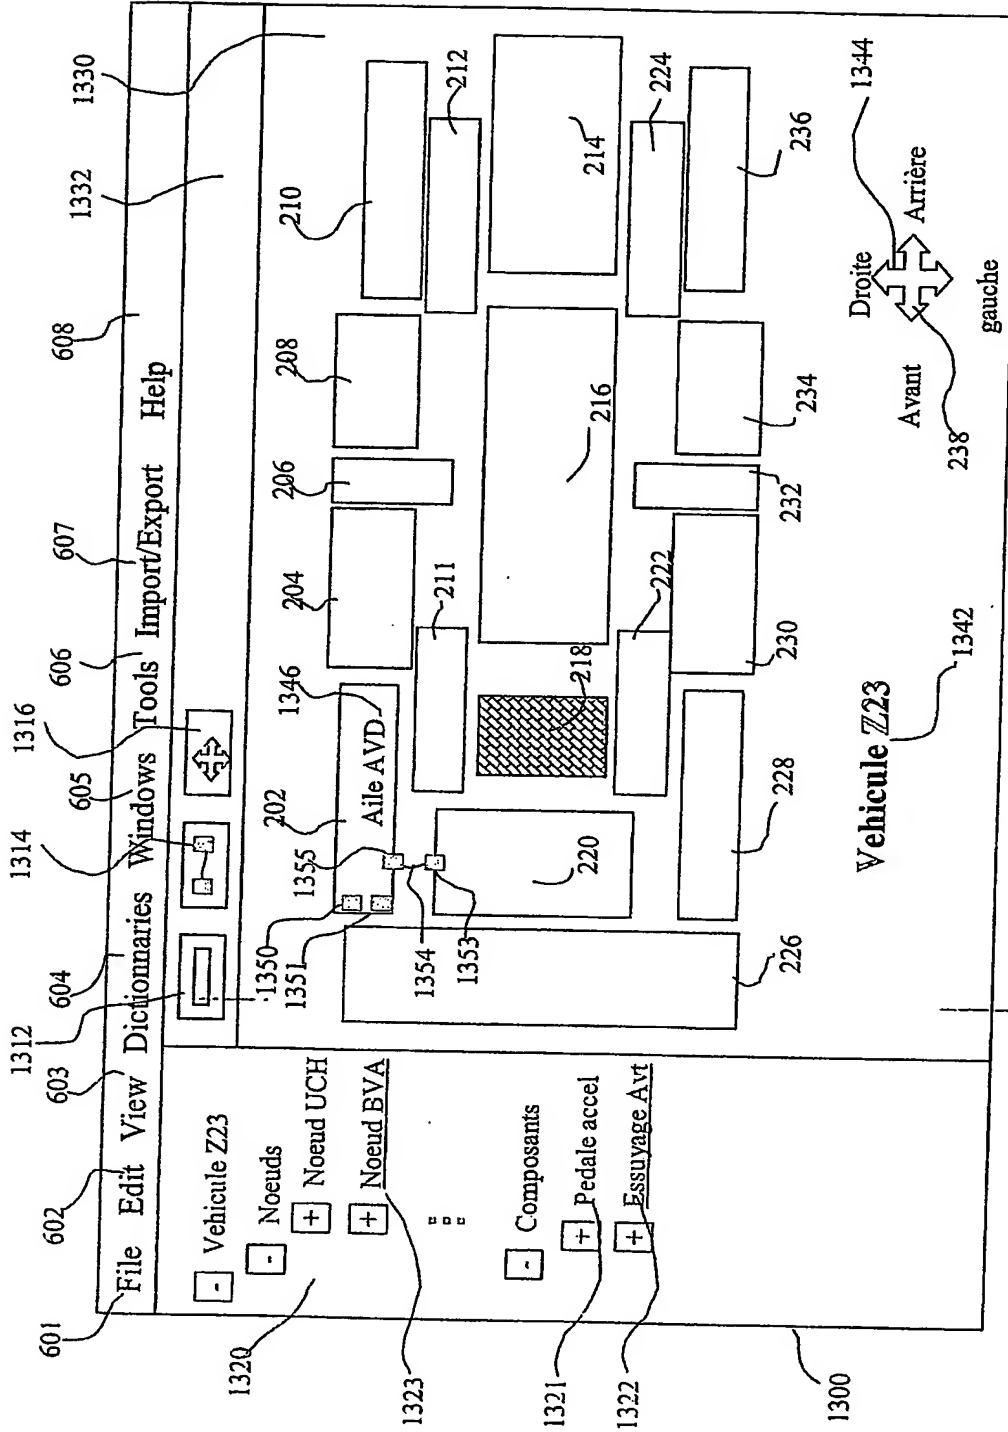 601 602 603 604 605 606 607 608
1312 1314 1316 1332 1330
File Edit View Dictionnaries Windows Tools Import/Export Help
- Vehicule Z23
- Noeuds
+ Noeud UCH
+ Noeud BVA
- Composants
+ Pedale accel
+ Essuyage Avt
1320
1323
1321
1322
1300
1350
1351
1355
1354
1353
202
Aile AVD
1346
204
206
208
210
212
211
214
216
218
220
222
224
226
228
230
232
234
236
Vehicule Z23
1342
Droite
Avant
Arrière
gauche
238
1344